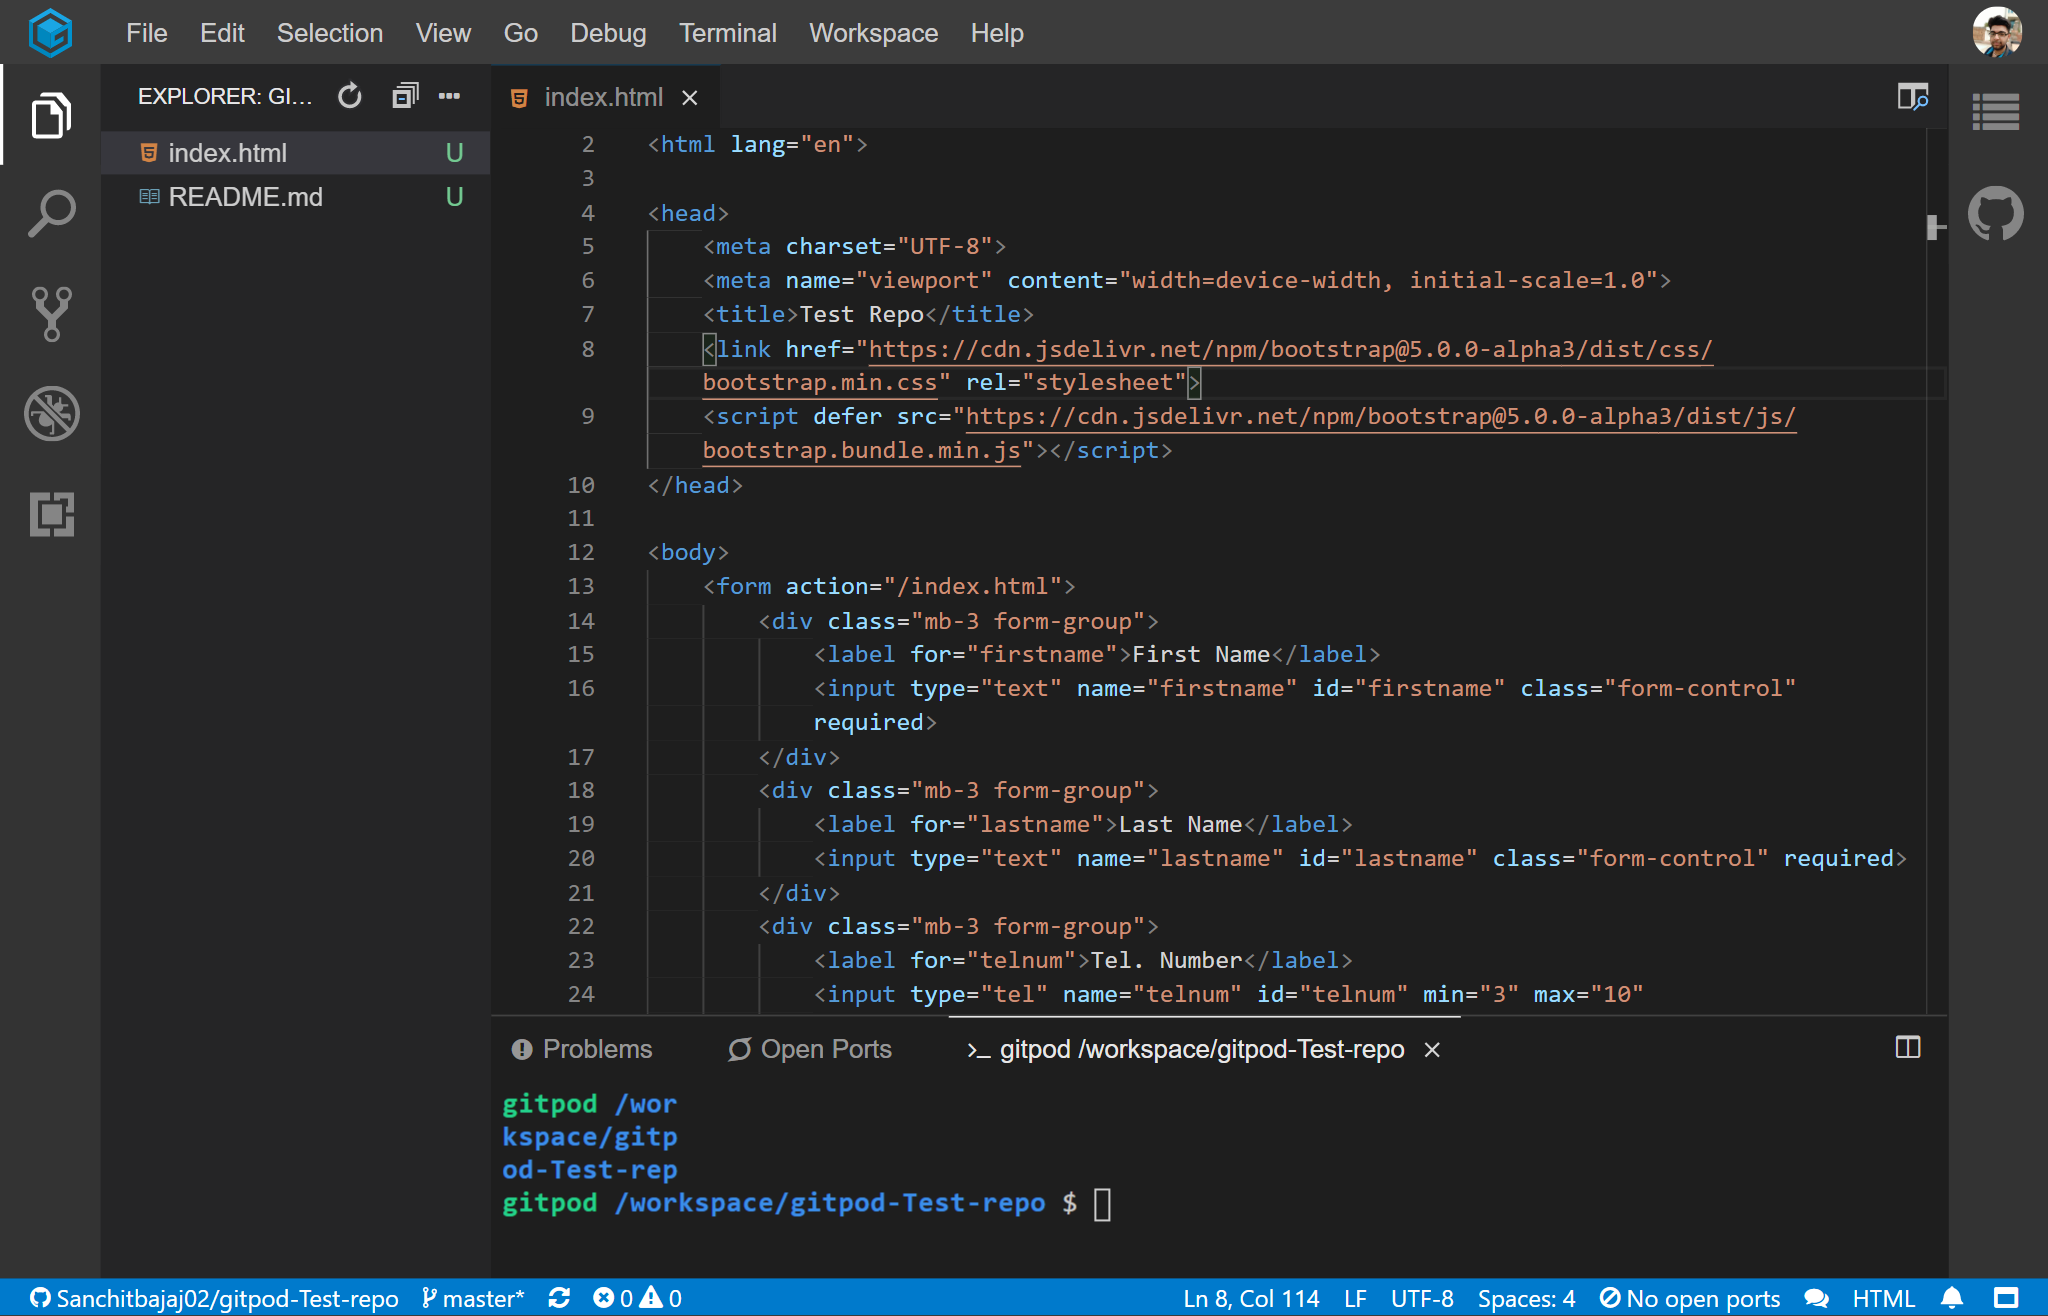 File Edit Selection View Go Debug Terminal Workspace Help
EXPLORER: GI...
index.html U
README.md U
index.html
2 <html lang="en">
3
4 <head>
5 <meta charset="UTF-8">
6 <meta name="viewport" content="width=device-width, initial-scale=1.0">
7 <title>Test Repo</title>
8 <link href="https://cdn.jsdelivr.net/npm/bootstrap@5.0.0-alpha3/dist/css/
bootstrap.min.css" rel="stylesheet">
9 <script defer src="https://cdn.jsdelivr.net/npm/bootstrap@5.0.0-alpha3/dist/js/
bootstrap.bundle.min.js"></script>
10 </head>
11
12 <body>
13 <form action="/index.html">
14 <div class="mb-3 form-group">
15 <label for="firstname">First Name</label>
16 <input type="text" name="firstname" id="firstname" class="form-control"
required>
17 </div>
18 <div class="mb-3 form-group">
19 <label for="lastname">Last Name</label>
20 <input type="text" name="lastname" id="lastname" class="form-control" required>
21 </div>
22 <div class="mb-3 form-group">
23 <label for="telnum">Tel. Number</label>
24 <input type="tel" name="telnum" id="telnum" min="3" max="10"
Problems Open Ports >_ gitpod /workspace/gitpod-Test-repo
gitpod /wor
kspace/gitp
od-Test-rep
gitpod /workspace/gitpod-Test-repo $
Sanchitbajaj02/gitpod-Test-repo master* 0 0 Ln 8, Col 114 LF UTF-8 Spaces: 4 No open ports HTML